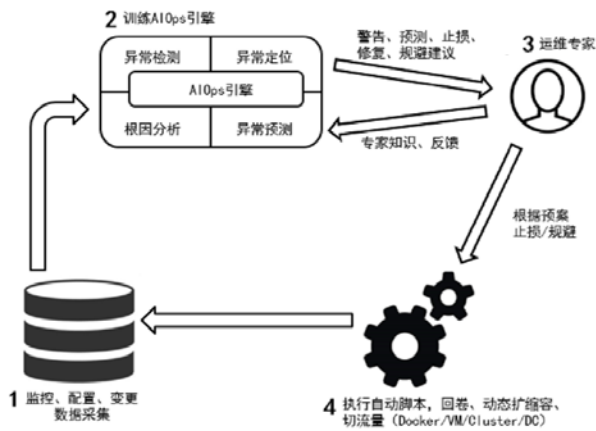 2 训练AIOps引擎
异常检测
异常定位
AIOps引擎
根因分析
异常预测
警告、预测、止损、
修复、规避建议
3 运维专家
专家知识、反馈
根据预案
止损/规避
1 监控、配置、变更
数据采集
4 执行自动脚本，回卷、动态扩缩容、
切流量（Docker/VM/Cluster/DC）